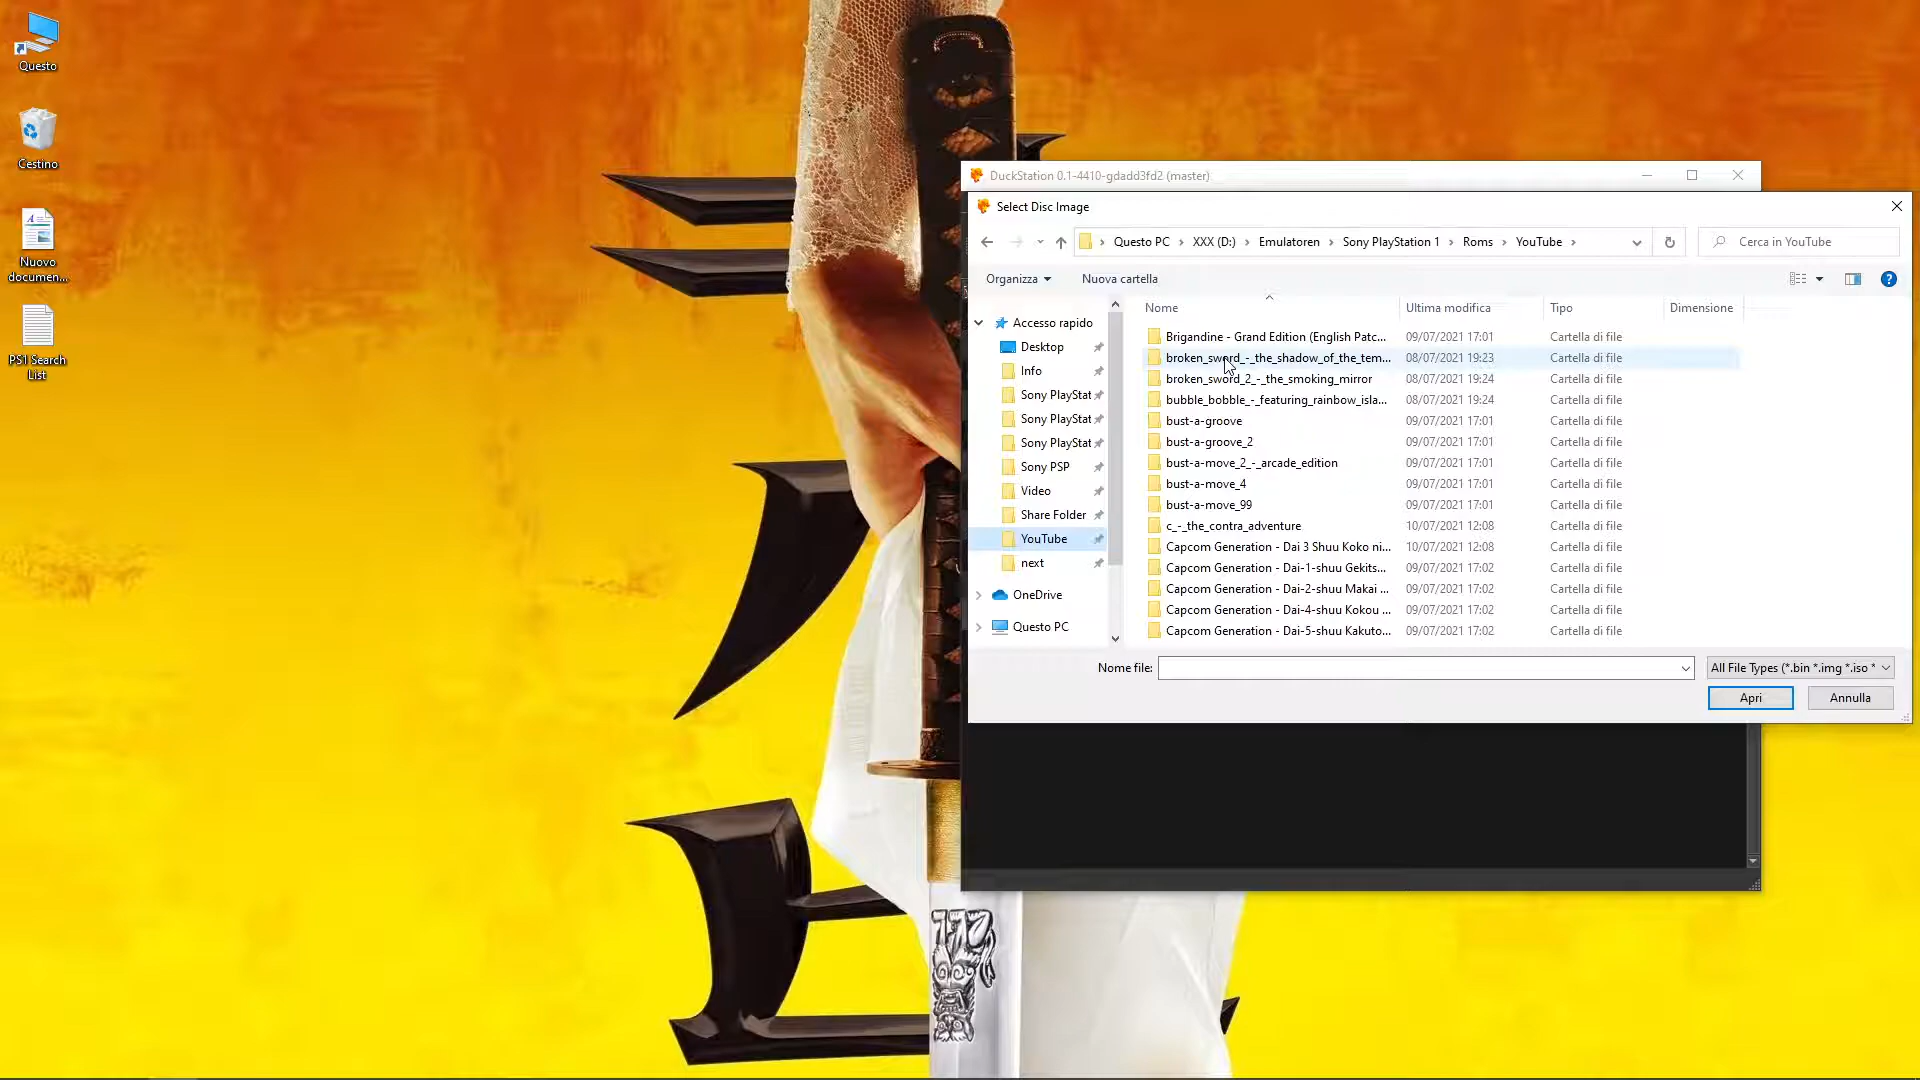 Questo
Cestino
Nuovo
documen...
PS1 Search
List
DuckStation 0.1-4410-gdadd3fd2 (master)
Select Disc Image
Questo PC
XXX (D:)
Emulatoren
Sony PlayStation 1
Roms
YouTube
Cerca in YouTube
Organizza
Nuova cartella
Nome
Ultima modifica
Tipo
Dimensione
Accesso rapido
Desktop
Info
Sony PlayStat
Sony PlayStat
Sony PlayStat
Sony PSP
Video
Share Folder
YouTube
next
OneDrive
Questo PC
Brigandine - Grand Edition (English Patc... 09/07/2021 17:01 Cartella di file
broken_sword_-_the_shadow_of_the_tem... 08/07/2021 19:23 Cartella di file
broken_sword_2_-_the_smoking_mirror 08/07/2021 19:24 Cartella di file
bubble_bobble_-_featuring_rainbow_isla... 08/07/2021 19:24 Cartella di file
bust-a-groove 09/07/2021 17:01 Cartella di file
bust-a-groove_2 09/07/2021 17:01 Cartella di file
bust-a-move_2_-_arcade_edition 09/07/2021 17:01 Cartella di file
bust-a-move_4 09/07/2021 17:01 Cartella di file
bust-a-move_99 09/07/2021 17:01 Cartella di file
c_-_the_contra_adventure 10/07/2021 12:08 Cartella di file
Capcom Generation - Dai 3 Shuu Koko ni... 10/07/2021 12:08 Cartella di file
Capcom Generation - Dai-1-shuu Gekits... 09/07/2021 17:02 Cartella di file
Capcom Generation - Dai-2-shuu Makai ... 09/07/2021 17:02 Cartella di file
Capcom Generation - Dai-4-shuu Kokou ... 09/07/2021 17:02 Cartella di file
Capcom Generation - Dai-5-shuu Kakuto... 09/07/2021 17:02 Cartella di file
Nome file:
All File Types (*.bin *.img *.iso *
Apri
Annulla